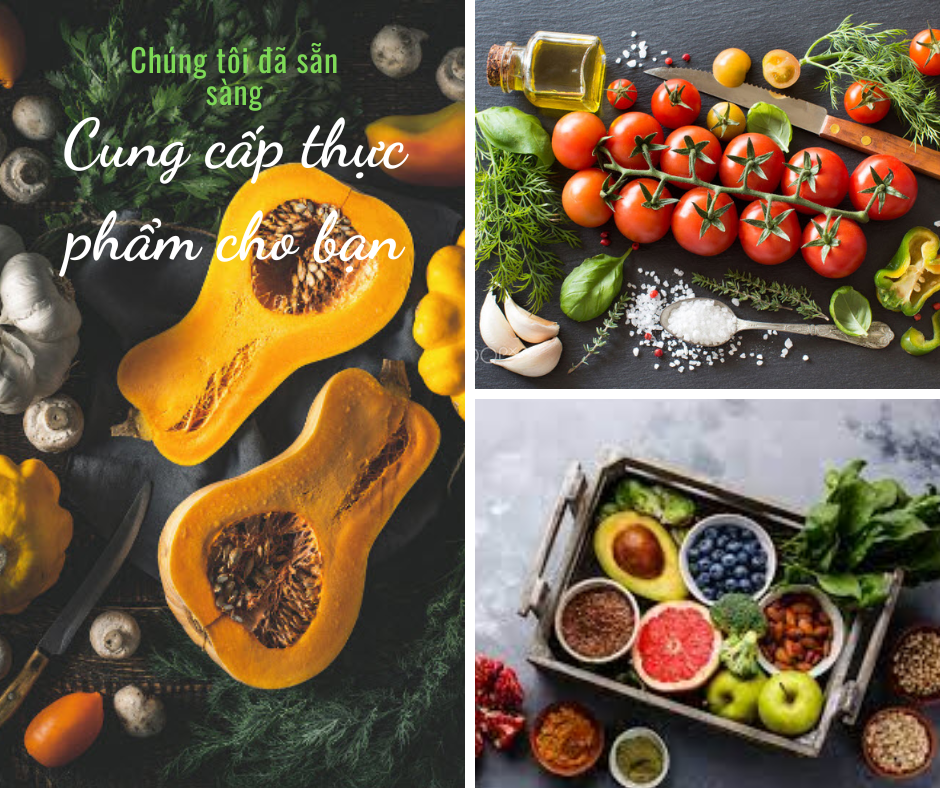 Chúng tôi đã sẵn
sàng
Cung cấp thực
phẩm cho bạn